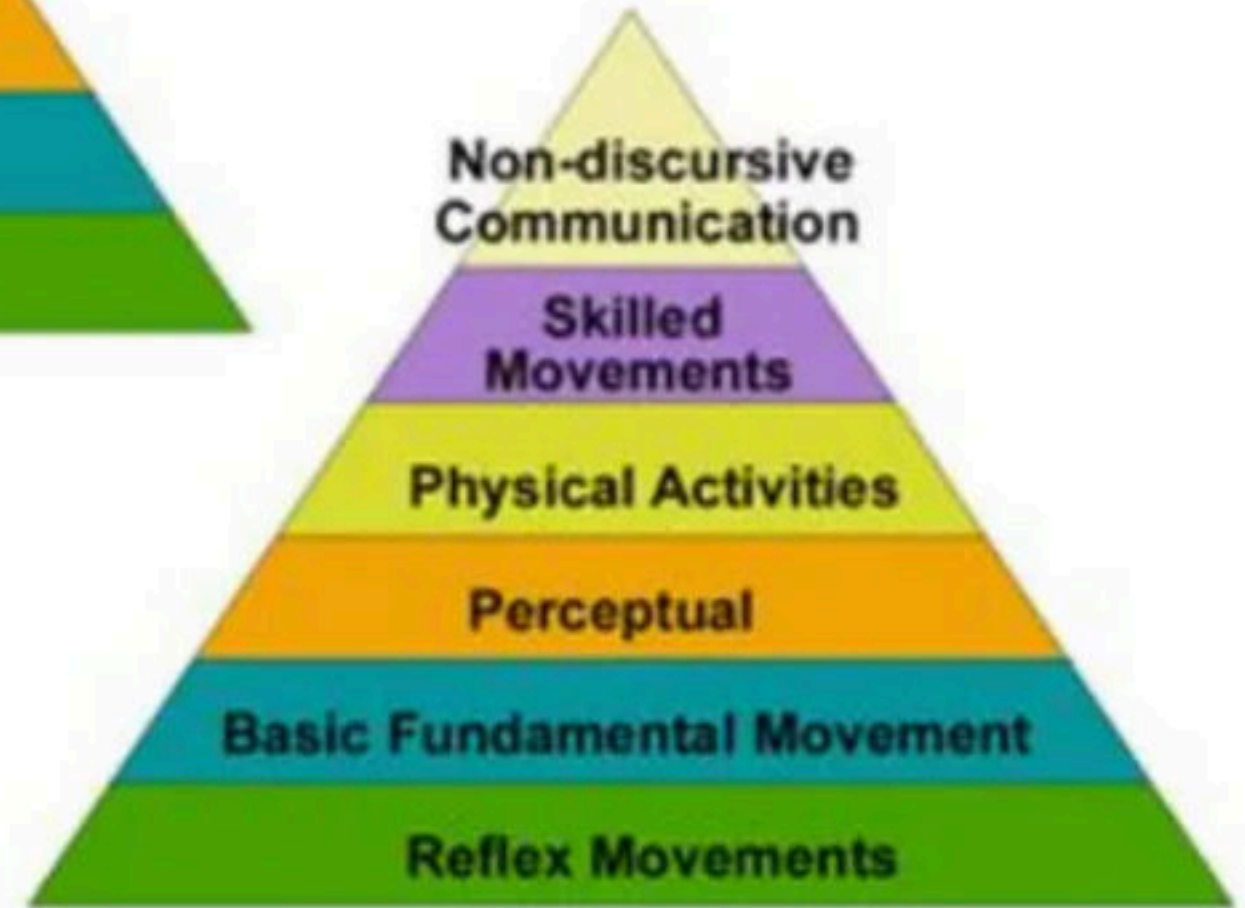 Non-discursive
Communication
Skilled
Movements
Physical Activities
Perceptual
Basic Fundamental Movement
Reflex Movements